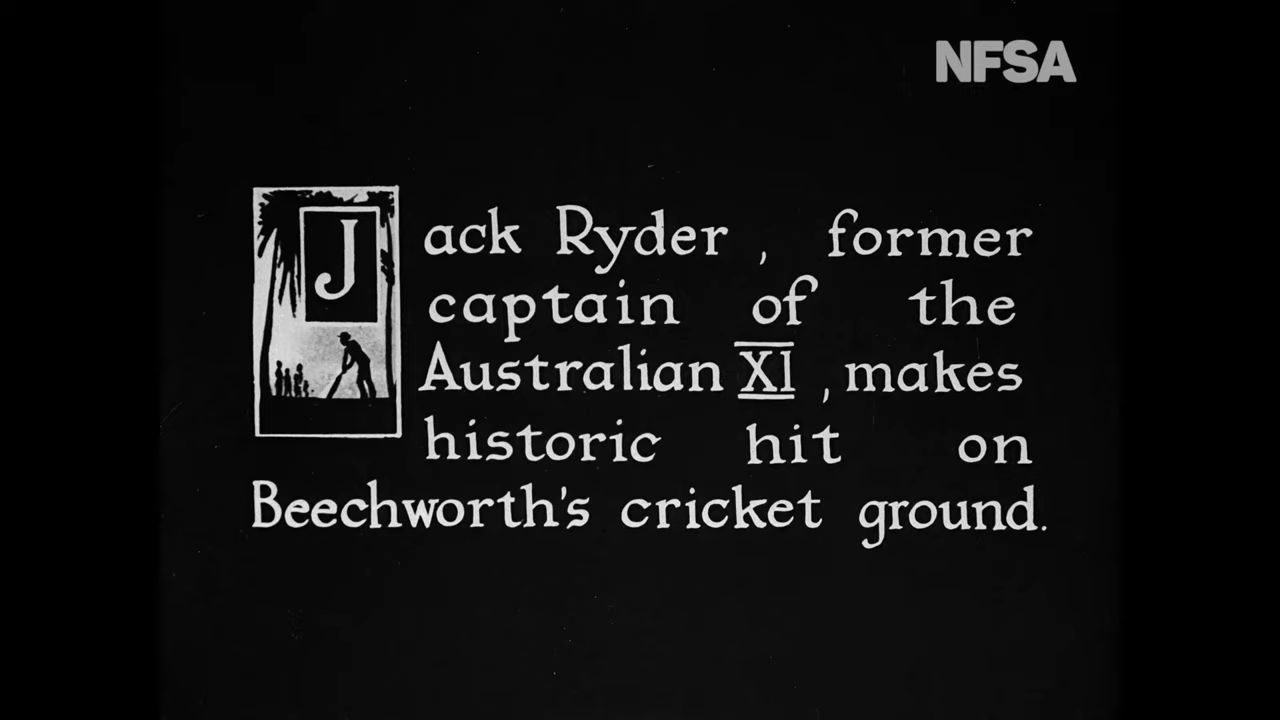 NFSA
Jack Ryder, former
captain of the
Australian XI, makes
historic hit on
Beechworth's cricket ground.